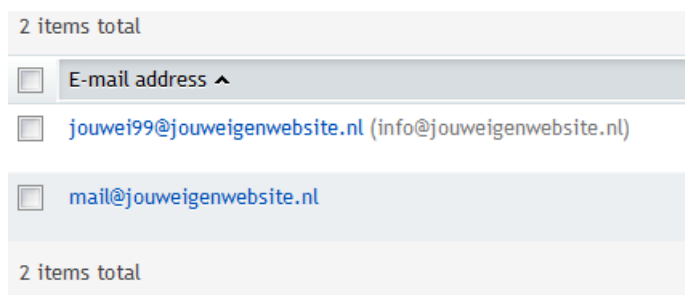 2 items total
E-mail address
jouwei99@jouweigenwebsite.nl (info@jouweigenwebsite.nl)
mail@jouweigenwebsite.nl
2 items total